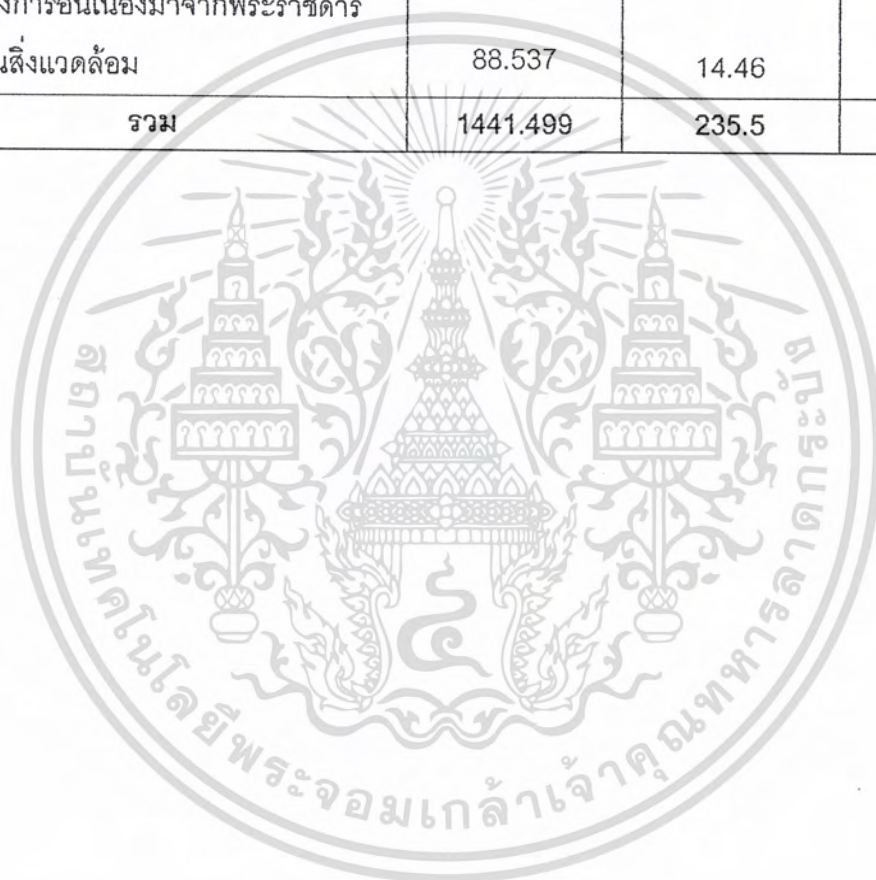 งการอันเนื่องมาจากพระราชดำริ
นสิ่งแวดล้อม 88.537 14.46
รวม 1441.499 235.5
สถาบันเทคโนโลยีพระจอมเกล้าเจ้าคุณทหารลาดกระบัง